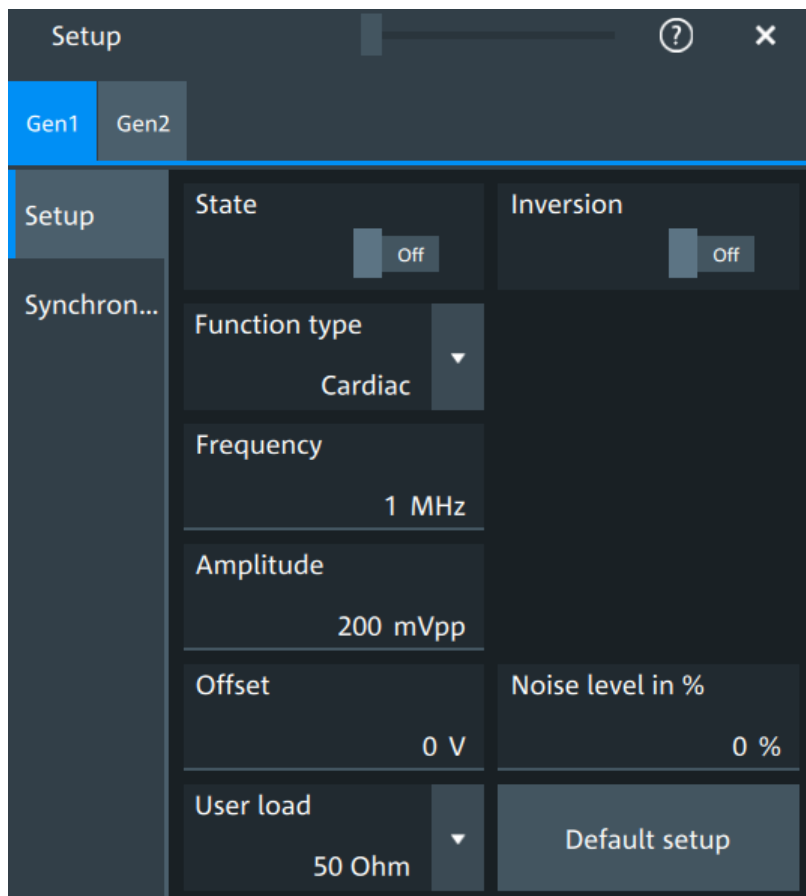 Setup
?
Gen1 Gen2
Setup
Synchron...
State
Off
Inversion
Off
Function type
Cardiac
Frequency
1 MHz
Amplitude
200 mVpp
Offset
0 V
Noise level in %
0 %
User load
50 Ohm
Default setup